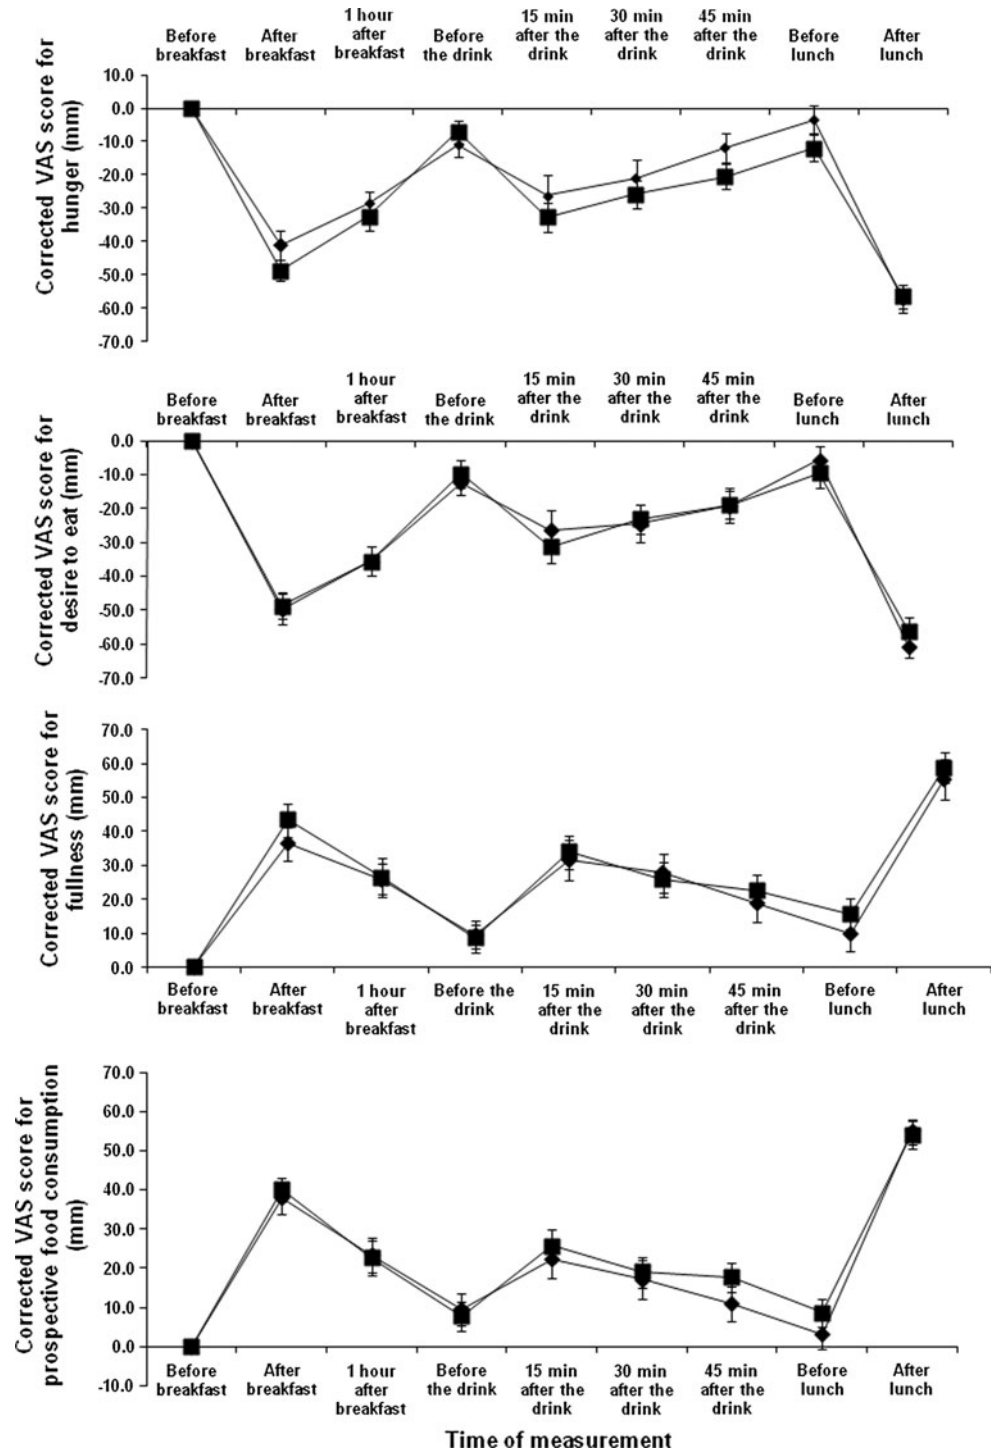 Before After 1 hour Before 15 min 30 min 45 min Before After
breakfast breakfast after the drink after the after the after the lunch lunch
breakfast drink drink drink
Corrected VAS score for
hunger (mm)
10.0
0.0
-10.0
-20.0
-30.0
-40.0
-50.0
-60.0
-70.0
Before After 1 hour Before 15 min 30 min 45 min Before After
breakfast breakfast after the drink after the after the after the lunch lunch
breakfast drink drink drink
Corrected VAS score for
desire to eat (mm)
0.0
-10.0
-20.0
-30.0
-40.0
-50.0
-60.0
-70.0
Corrected VAS score for
fullness (mm)
70.0
60.0
50.0
40.0
30.0
20.0
10.0
0.0
Before After 1 hour Before the 15 min 30 min 45 min Before After
breakfast breakfast after drink after the after the after the lunch lunch
breakfast drink drink drink
Corrected VAS score for
prospective food consumption
(mm)
70.0
60.0
50.0
40.0
30.0
20.0
10.0
0.0
-10.0
Before After 1 hour Before 15 min 30 min 45 min Before After
breakfast breakfast after the drink after the after the after the lunch lunch
breakfast drink drink drink
Time of measurement